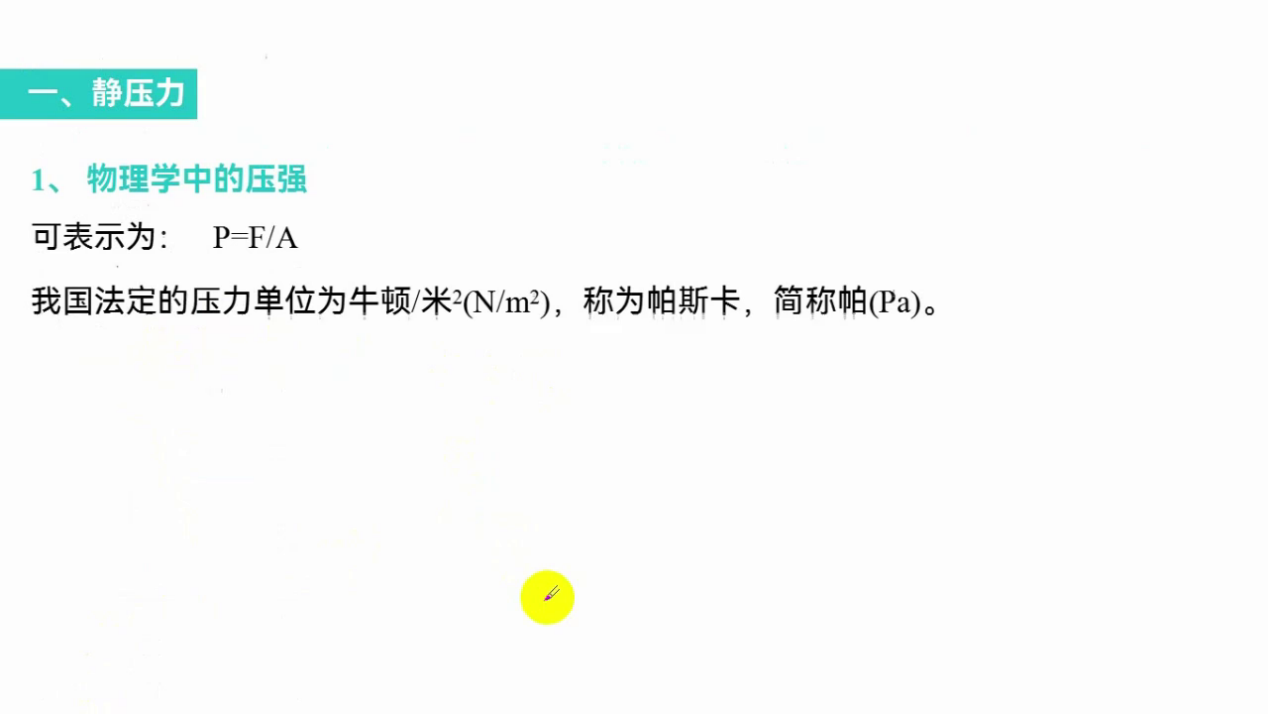 一、静压力
1、 物理学中的压强
可表示为： P=F/A
我国法定的压力单位为牛顿/米²(N/m²)，称为帕斯卡，简称帕(Pa)。